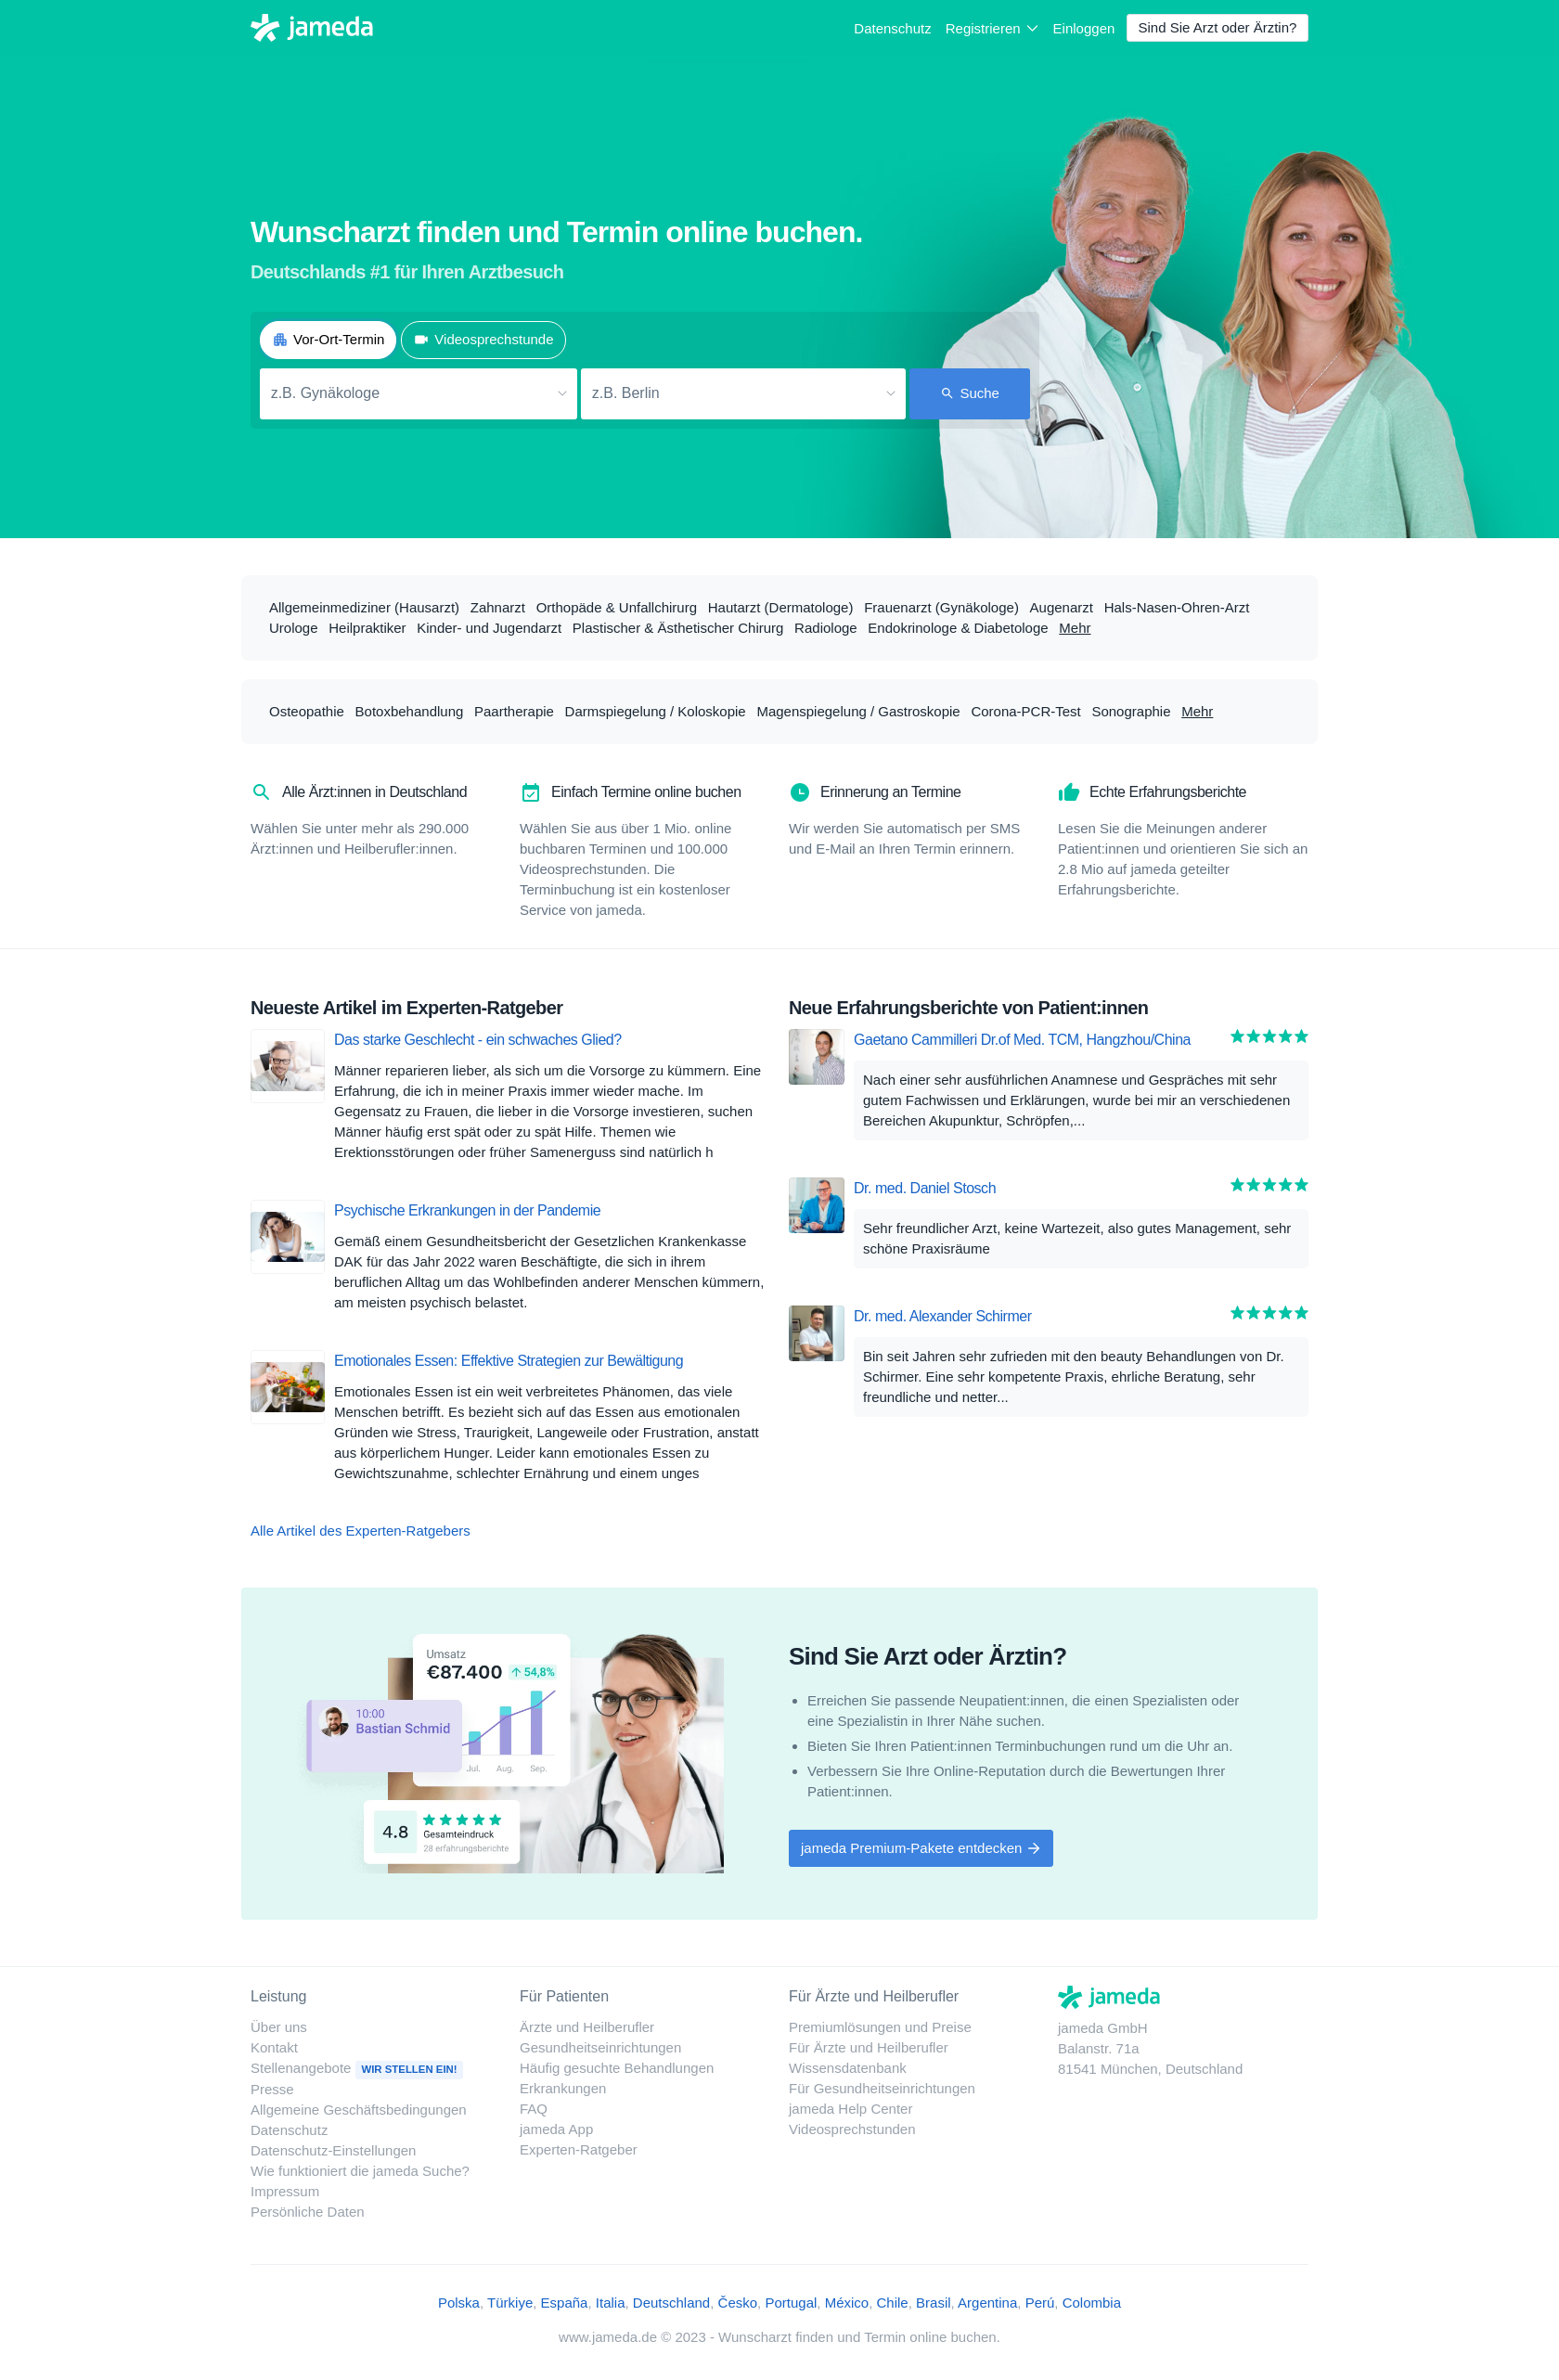 jameda
Datenschutz Registrieren Einloggen Sind Sie Arzt oder Ärztin?
Wunscharzt finden und Termin online buchen.
Deutschlands #1 für Ihren Arztbesuch
Vor-Ort-Termin Videosprechstunde
z.B. Gynäkologe z.B. Berlin Suche
Allgemeinmediziner (Hausarzt) Zahnarzt Orthopäde & Unfallchirurg Hautarzt (Dermatologe) Frauenarzt (Gynäkologe) Augenarzt Hals-Nasen-Ohren-Arzt
Urologe Heilpraktiker Kinder- und Jugendarzt Plastischer & Ästhetischer Chirurg Radiologe Endokrinologe & Diabetologe Mehr
Osteopathie Botoxbehandlung Paartherapie Darmspiegelung / Koloskopie Magenspiegelung / Gastroskopie Corona-PCR-Test Sonographie Mehr
Alle Ärzt:innen in Deutschland
Wählen Sie unter mehr als 290.000
Ärzt:innen und Heilberufler:innen.
Einfach Termine online buchen
Wählen Sie aus über 1 Mio. online
buchbaren Terminen und 100.000
Videosprechstunden. Die
Terminbuchung ist ein kostenloser
Service von jameda.
Erinnerung an Termine
Wir werden Sie automatisch per SMS
und E-Mail an Ihren Termin erinnern.
Echte Erfahrungsberichte
Lesen Sie die Meinungen anderer
Patient:innen und orientieren Sie sich an
2.8 Mio auf jameda geteilter
Erfahrungsberichte.
Neueste Artikel im Experten-Ratgeber
Das starke Geschlecht - ein schwaches Glied?
Männer reparieren lieber, als sich um die Vorsorge zu kümmern. Eine
Erfahrung, die ich in meiner Praxis immer wieder mache. Im
Gegensatz zu Frauen, die lieber in die Vorsorge investieren, suchen
Männer häufig erst spät oder zu spät Hilfe. Themen wie
Erektionsstörungen oder früher Samenerguss sind natürlich h
Psychische Erkrankungen in der Pandemie
Gemäß einem Gesundheitsbericht der Gesetzlichen Krankenkasse
DAK für das Jahr 2022 waren Beschäftigte, die sich in ihrem
beruflichen Alltag um das Wohlbefinden anderer Menschen kümmern,
am meisten psychisch belastet.
Emotionales Essen: Effektive Strategien zur Bewältigung
Emotionales Essen ist ein weit verbreitetes Phänomen, das viele
Menschen betrifft. Es bezieht sich auf das Essen aus emotionalen
Gründen wie Stress, Traurigkeit, Langeweile oder Frustration, anstatt
aus körperlichem Hunger. Leider kann emotionales Essen zu
Gewichtszunahme, schlechter Ernährung und einem unges
Alle Artikel des Experten-Ratgebers
Neue Erfahrungsberichte von Patient:innen
Gaetano Cammilleri Dr.of Med. TCM, Hangzhou/China
Nach einer sehr ausführlichen Anamnese und Gespräches mit sehr
gutem Fachwissen und Erklärungen, wurde bei mir an verschiedenen
Bereichen Akupunktur, Schröpfen,...
Dr. med. Daniel Stosch
Sehr freundlicher Arzt, keine Wartezeit, also gutes Management, sehr
schöne Praxisräume
Dr. med. Alexander Schirmer
Bin seit Jahren sehr zufrieden mit den beauty Behandlungen von Dr.
Schirmer. Eine sehr kompetente Praxis, ehrliche Beratung, sehr
freundliche und netter...
Umsatz
€87.400 54,8%
10:00
Bastian Schmid
Jul. Aug. Sep.
4.8
Gesamteindruck
28 erfahrungsberichte
Sind Sie Arzt oder Ärztin?
Erreichen Sie passende Neupatient:innen, die einen Spezialisten oder
eine Spezialistin in Ihrer Nähe suchen.
Bieten Sie Ihren Patient:innen Terminbuchungen rund um die Uhr an.
Verbessern Sie Ihre Online-Reputation durch die Bewertungen Ihrer
Patient:innen.
jameda Premium-Pakete entdecken
Leistung
Über uns
Kontakt
Stellenangebote WIR STELLEN EIN!
Presse
Allgemeine Geschäftsbedingungen
Datenschutz
Datenschutz-Einstellungen
Wie funktioniert die jameda Suche?
Impressum
Persönliche Daten
Für Patienten
Ärzte und Heilberufler
Gesundheitseinrichtungen
Häufig gesuchte Behandlungen
Erkrankungen
FAQ
jameda App
Experten-Ratgeber
Für Ärzte und Heilberufler
Premiumlösungen und Preise
Für Ärzte und Heilberufler
Wissensdatenbank
Für Gesundheitseinrichtungen
jameda Help Center
Videosprechstunden
jameda
jameda GmbH
Balanstr. 71a
81541 München, Deutschland
Polska, Türkiye, España, Italia, Deutschland, Česko, Portugal, México, Chile, Brasil, Argentina, Perú, Colombia
www.jameda.de © 2023 - Wunscharzt finden und Termin online buchen.